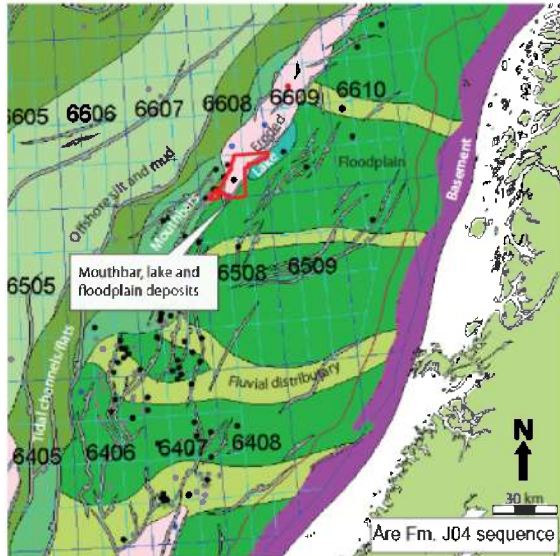 6605
6606
6607
6608
6609
6610
Eroded
Floodplain
Basement
Offshore silt and mud
Mouthbars
Lake
Mouthbar, lake and
floodplain deposits
6505
6508
6509
Tidal channels/flats
Fluvial distributary
6405
6406
6407
6408
N
30 km
Are Fm. J04 sequence